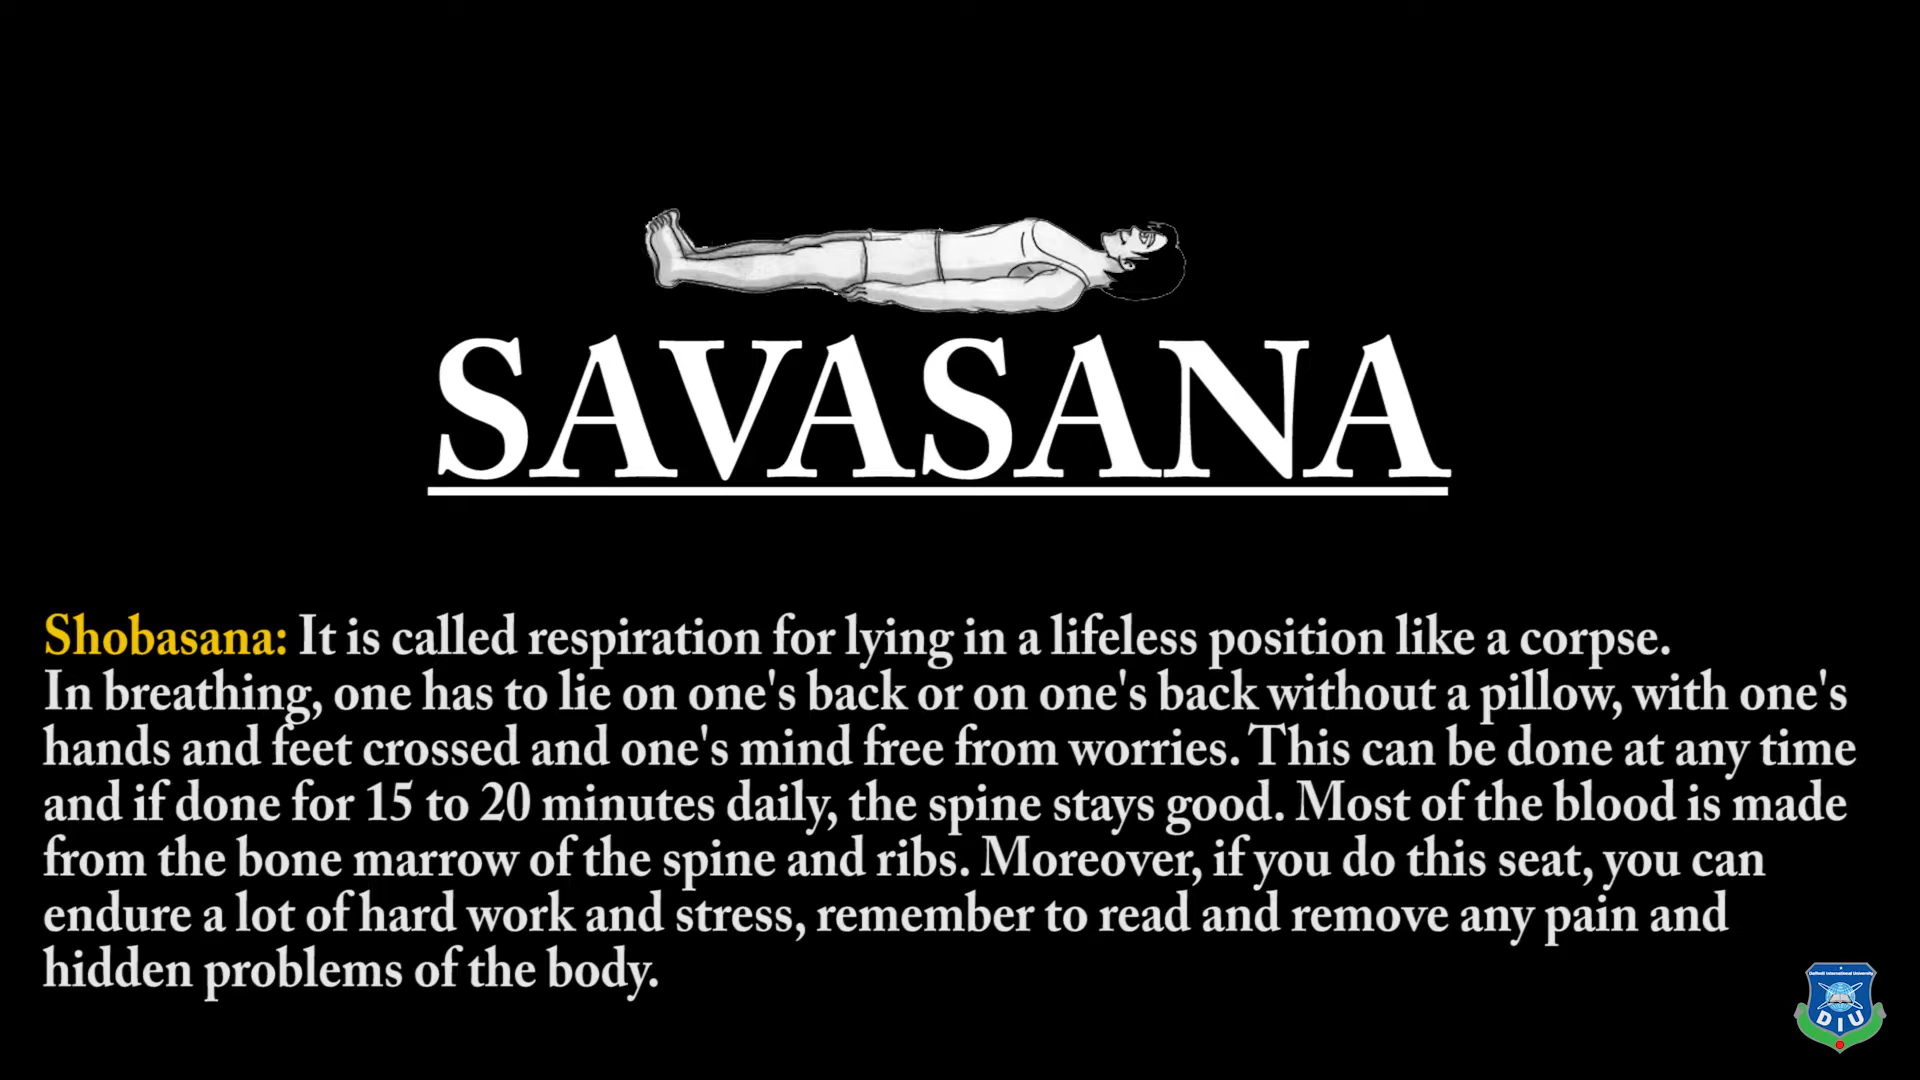 SAVASANA
Shobasana: It is called respiration for lying in a lifeless position like a corpse.
In breathing, one has to lie on one's back or on one's back without a pillow, with one's
hands and feet crossed and one's mind free from worries. This can be done at any time
and if done for 15 to 20 minutes daily, the spine stays good. Most of the blood is made
from the bone marrow of the spine and ribs. Moreover, if you do this seat, you can
endure a lot of hard work and stress, remember to read and remove any pain and
hidden problems of the body.
Daffodil International University
DIU